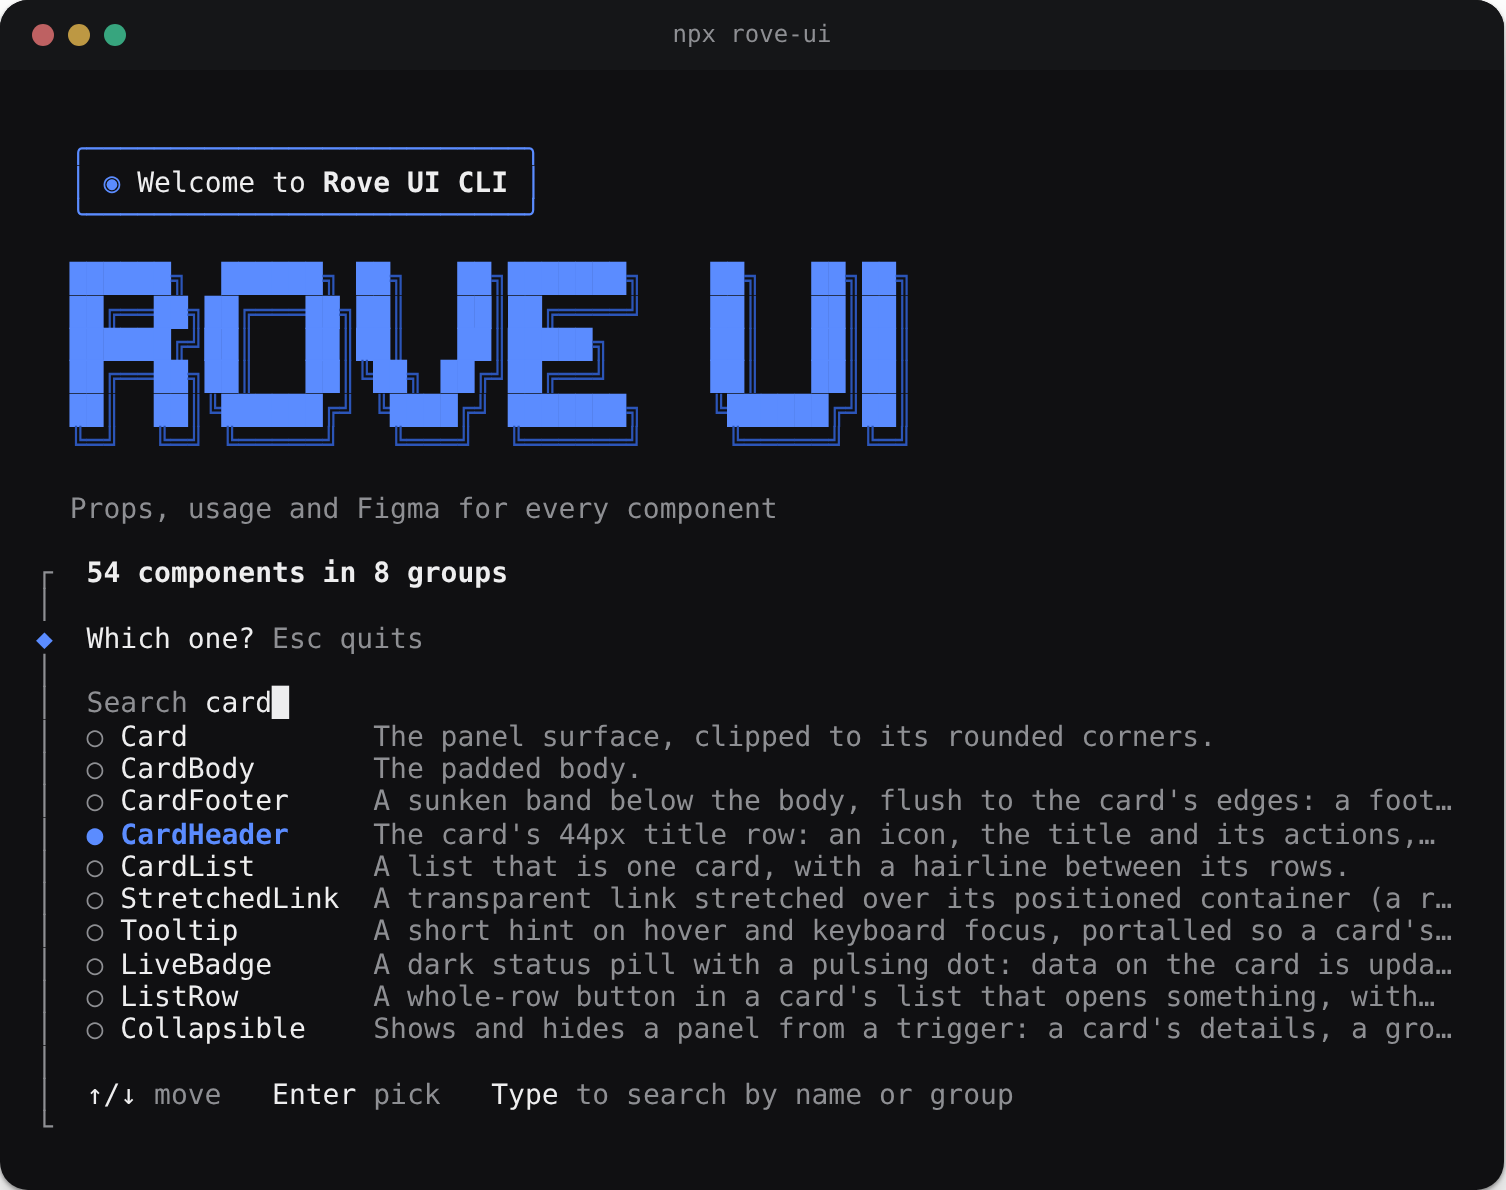 npx rove-ui
◉ Welcome to Rove UI CLI
ROVE UI
Props, usage and Figma for every component
54 components in 8 groups
◆ Which one? Esc quits
Search card
○ Card The panel surface, clipped to its rounded corners.
○ CardBody The padded body.
○ CardFooter A sunken band below the body, flush to the card's edges: a foot…
● CardHeader The card's 44px title row: an icon, the title and its actions,…
○ CardList A list that is one card, with a hairline between its rows.
○ StretchedLink A transparent link stretched over its positioned container (a r…
○ Tooltip A short hint on hover and keyboard focus, portalled so a card's…
○ LiveBadge A dark status pill with a pulsing dot: data on the card is upda…
○ ListRow A whole-row button in a card's list that opens something, with…
○ Collapsible Shows and hides a panel from a trigger: a card's details, a gro…
↑/↓ move Enter pick Type to search by name or group